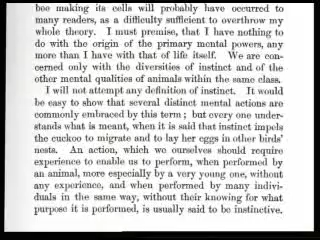 bee making its cells will probably have occurred to
many readers, as a difficulty sufficient to overthrow my
whole theory. I must premise, that I have nothing to
do with the origin of the primary mental powers, any
more than I have with that of life itself. We are con-
cerned only with the diversities of instinct and of the
other mental qualities of animals within the same class.
I will not attempt any definition of instinct. It would
be easy to show that several distinct mental actions are
commonly embraced by this term; but every one under-
stands what is meant, when it is said that instinct impels
the cuckoo to migrate and to lay her eggs in other birds'
nests. An action, which we ourselves should require
experience to enable us to perform, when performed by
an animal, more especially by a very young one, without
any experience, and when performed by many indivi-
duals in the same way, without their knowing for what
purpose it is performed, is usually said to be instinctive.